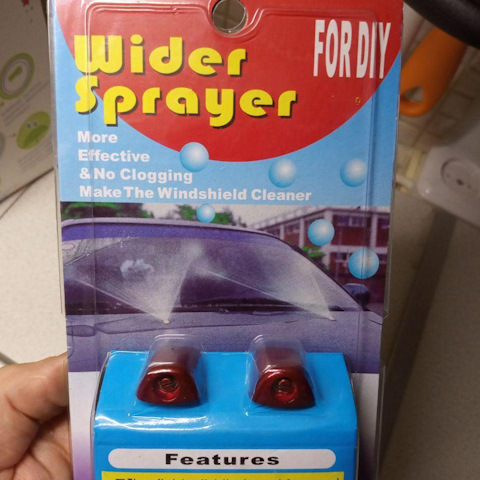 Wider
Sprayer
FOR DIY
More
Effective
& No Clogging
Make The Windshield Cleaner
Features